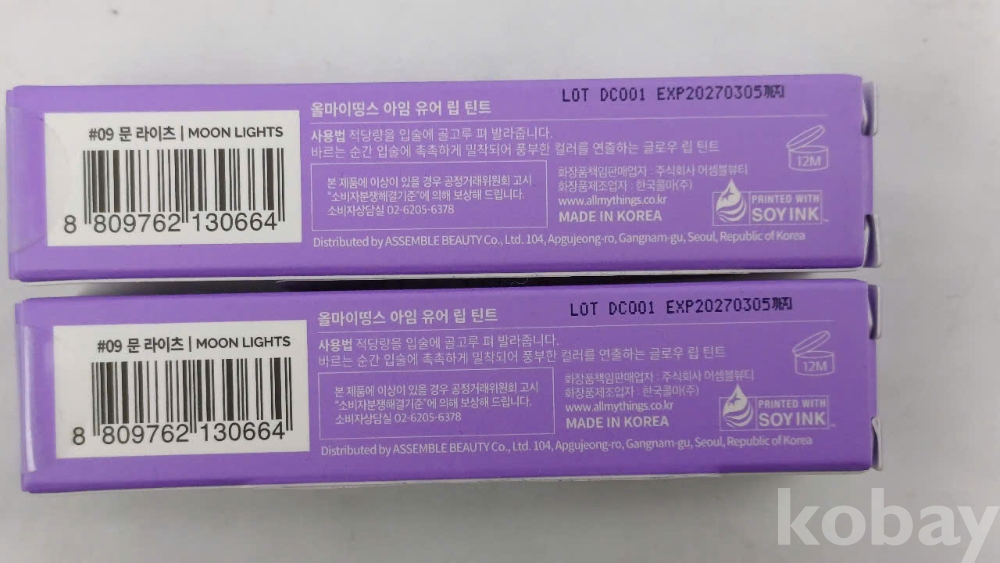 올마이띵스 아임 유어 립 틴트
LOT DC001 EXP20270305까지
#09 문 라이츠 | MOON LIGHTS
8 809762 130664
사용법 적당량을 입술에 골고루 펴 발라줍니다.
바르는 순간 입술에 촉촉하게 밀착되어 풍부한 컬러를 연출하는 글로우 립 틴트
12M
본 제품에 이상이 있을 경우 공정거래위원회 고시
"소비자분쟁해결기준"에 의해 보상해 드립니다.
소비자상담실 02-6205-6378
화장품책임판매업자 : 주식회사 어셈블뷰티
화장품제조업자 : 한국콜마(주)
www.allmythings.co.kr
MADE IN KOREA
PRINTED WITH
SOY INK
Distributed by ASSEMBLE BEAUTY Co., Ltd. 104, Apgujeong-ro, Gangnam-gu, Seoul, Republic of Korea
올마이띵스 아임 유어 립 틴트
LOT DC001 EXP20270305까지
#09 문 라이츠 | MOON LIGHTS
8 809762 130664
사용법 적당량을 입술에 골고루 펴 발라줍니다.
바르는 순간 입술에 촉촉하게 밀착되어 풍부한 컬러를 연출하는 글로우 립 틴트
12M
본 제품에 이상이 있을 경우 공정거래위원회 고시
"소비자분쟁해결기준"에 의해 보상해 드립니다.
소비자상담실 02-6205-6378
화장품책임판매업자 : 주식회사 어셈블뷰티
화장품제조업자 : 한국콜마(주)
www.allmythings.co.kr
MADE IN KOREA
PRINTED WITH
SOY INK
Distributed by ASSEMBLE BEAUTY Co., Ltd. 104, Apgujeong-ro, Gangnam-gu, Seoul, Republic of Korea
kobay